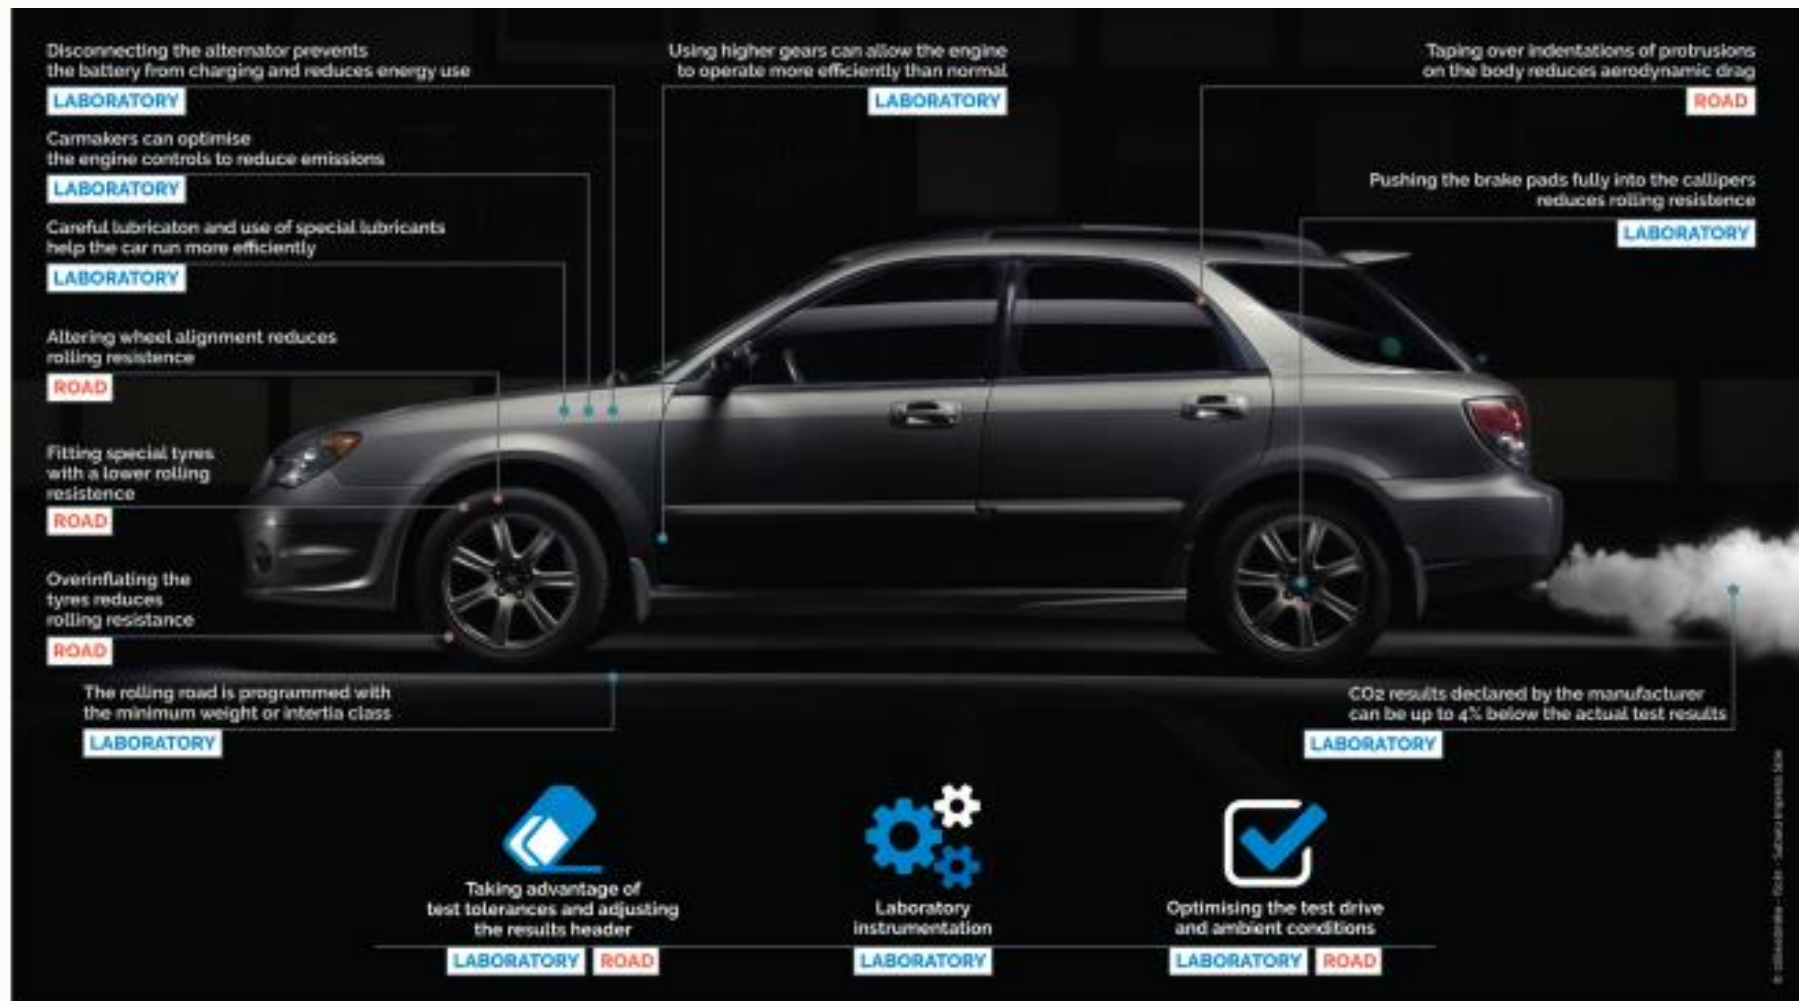 Disconnecting the alternator prevents
the battery from charging and reduces energy use
LABORATORY
Carmakers can optimise
the engine controls to reduce emissions
LABORATORY
Careful lubricaton and use of special lubricants
help the car run more efficiently
LABORATORY
Altering wheel alignment reduces
rolling resistence
ROAD
Fitting special tyres
with a lower rolling
resistence
ROAD
Overinflating the
tyres reduces
rolling resistance
ROAD
The rolling road is programmed with
the minimum weight or intertia class
LABORATORY
Using higher gears can allow the engine
to operate more efficiently than normal
LABORATORY
Taping over indentations of protrusions
on the body reduces aerodynamic drag
ROAD
Pushing the brake pads fully into the callipers
reduces rolling resistence
LABORATORY
CO2 results declared by the manufacturer
can be up to 4% below the actual test results
LABORATORY
Taking advantage of
test tolerances and adjusting
the results header
LABORATORY ROAD
Laboratory
instrumentation
LABORATORY
Optimising the test drive
and ambient conditions
LABORATORY ROAD